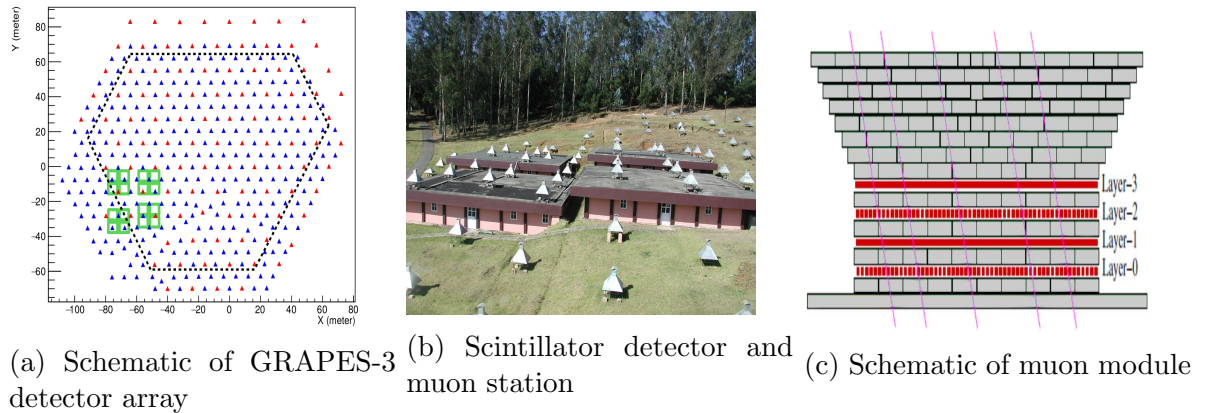 Y (meter)
80
60
40
20
0
−20
−40
−60
−100 −80 −60 −40 −20 0 20 40 60 80
X (meter)
Layer−3
Layer−2
Layer−1
Layer−0
(a) Schematic of GRAPES-3
detector array
(b) Scintillator detector and
muon station
(c) Schematic of muon module